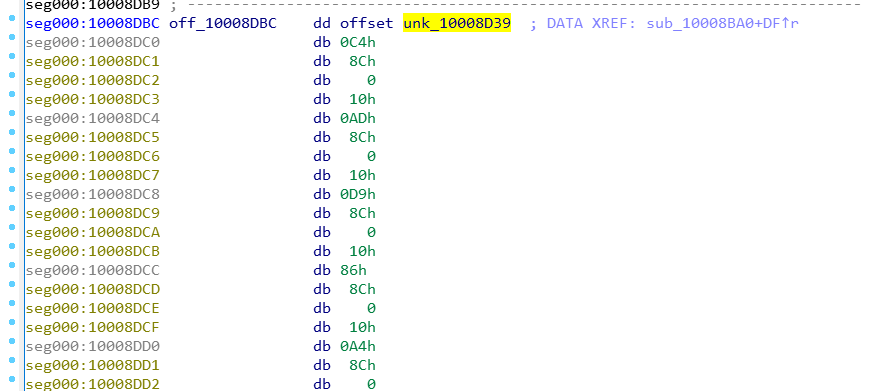 seg000:10008DB9 ; ---------------------------------------------------------------------------
seg000:10008DBC off_10008DBC dd offset unk_10008D39 ; DATA XREF: sub_10008BA0+DF↑r
seg000:10008DC0 db 0C4h
seg000:10008DC1 db 8Ch
seg000:10008DC2 db 0
seg000:10008DC3 db 10h
seg000:10008DC4 db 0ADh
seg000:10008DC5 db 8Ch
seg000:10008DC6 db 0
seg000:10008DC7 db 10h
seg000:10008DC8 db 0D9h
seg000:10008DC9 db 8Ch
seg000:10008DCA db 0
seg000:10008DCB db 10h
seg000:10008DCC db 86h
seg000:10008DCD db 8Ch
seg000:10008DCE db 0
seg000:10008DCF db 10h
seg000:10008DD0 db 0A4h
seg000:10008DD1 db 8Ch
seg000:10008DD2 db 0